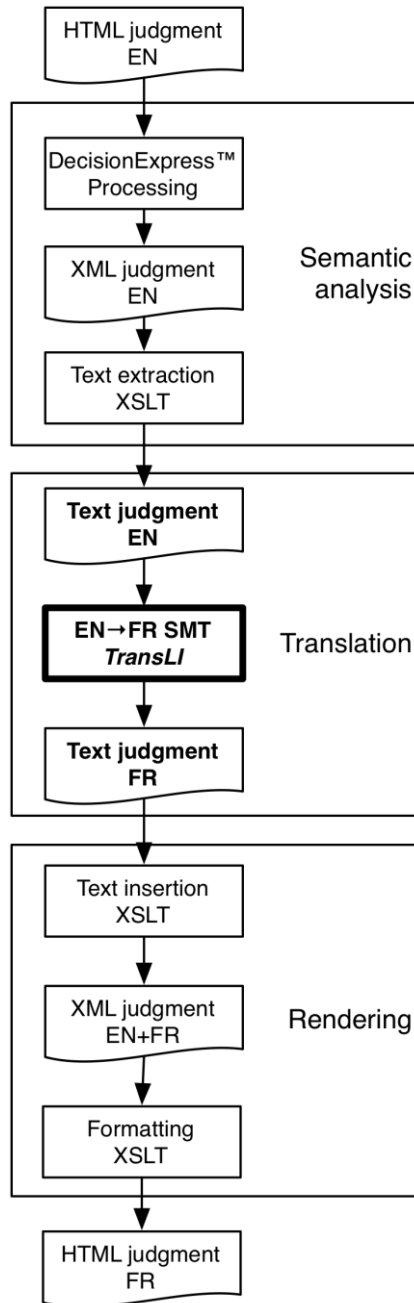 HTML judgment
EN
DecisionExpress™
Processing
XML judgment
EN
Text extraction
XSLT
Semantic
analysis
Text judgment
EN
EN→FR SMT
TransLI
Text judgment
FR
Translation
Text insertion
XSLT
XML judgment
EN+FR
Formatting
XSLT
Rendering
HTML judgment
FR